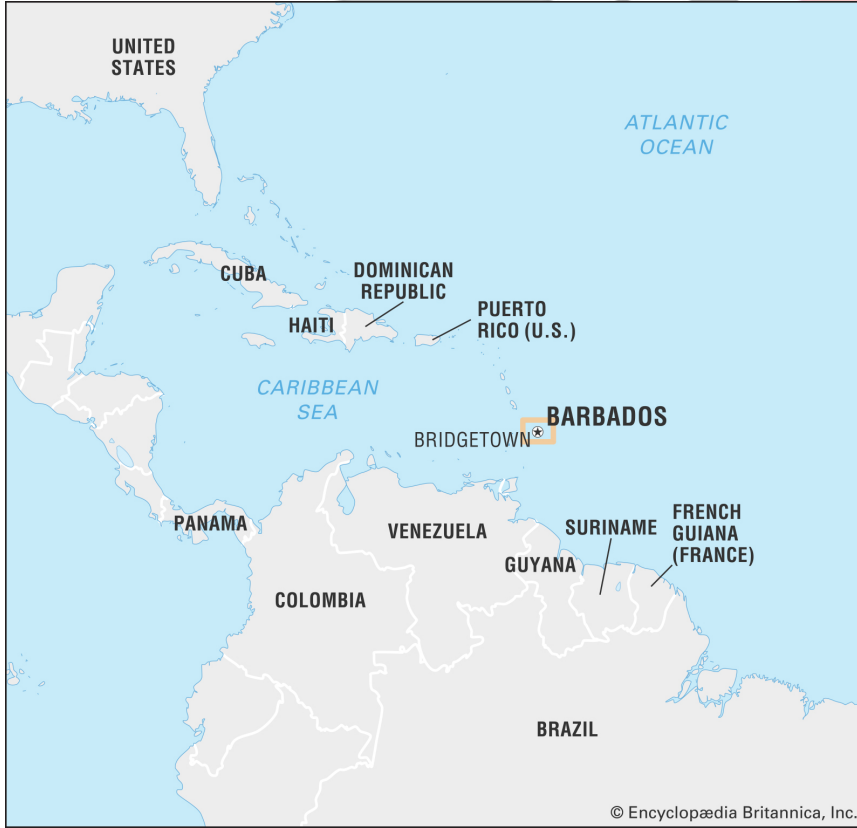 UNITED
STATES
ATLANTIC
OCEAN
CUBA
DOMINICAN
REPUBLIC
HAITI
PUERTO
RICO (U.S.)
CARIBBEAN
SEA
BARBADOS
BRIDGETOWN
PANAMA
VENEZUELA
GUYANA
SURINAME
FRENCH
GUIANA
(FRANCE)
COLOMBIA
BRAZIL
© Encyclopædia Britannica, Inc.